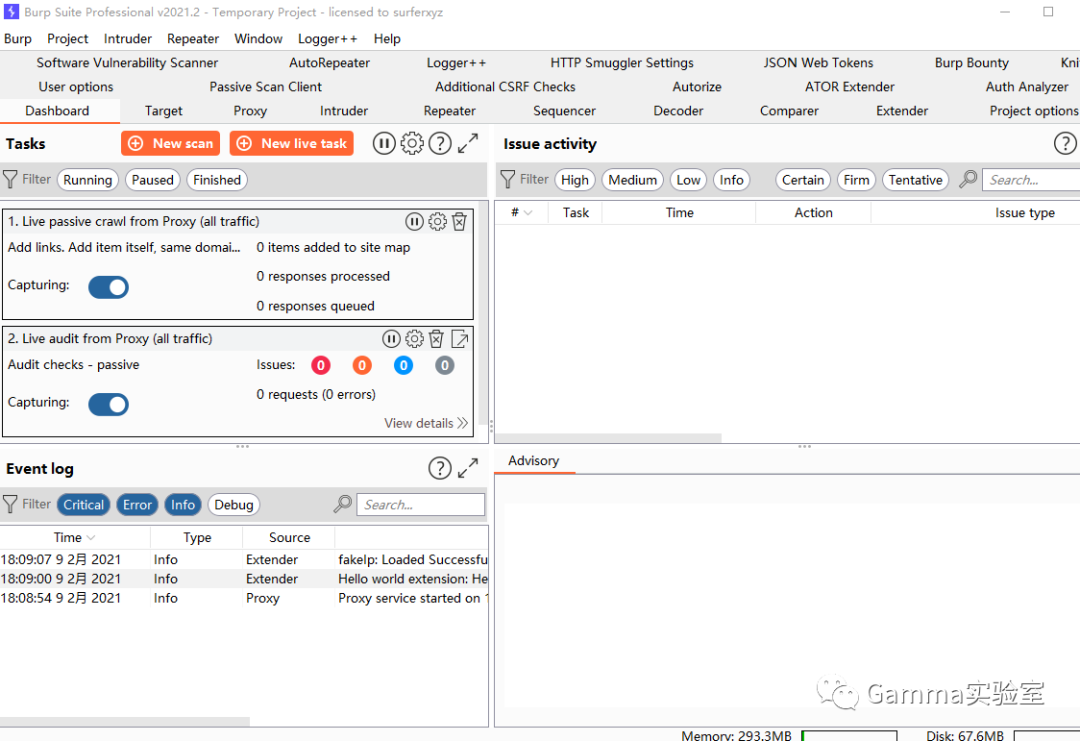 Burp Suite Professional v2021.2 - Temporary Project - licensed to surferxyz
Burp Project Intruder Repeater Window Logger++ Help
Software Vulnerability Scanner AutoRepeater Logger++ HTTP Smuggler Settings JSON Web Tokens Burp Bounty Kni
User options Passive Scan Client Additional CSRF Checks Autorize ATOR Extender Auth Analyzer
Dashboard Target Proxy Intruder Repeater Sequencer Decoder Comparer Extender Project options
Tasks New scan New live task ?
Filter Running Paused Finished
1. Live passive crawl from Proxy (all traffic)
Add links. Add item itself, same domai... 0 items added to site map
0 responses processed
Capturing:
0 responses queued
2. Live audit from Proxy (all traffic)
Audit checks - passive Issues: 0 0 0 0
0 requests (0 errors)
Capturing:
View details
Event log ?
Filter Critical Error Info Debug Search...
Time Type Source
18:09:07 9 2月 2021 Info Extender fakeIp: Loaded Successfu
18:09:00 9 2月 2021 Info Extender Hello world extension: He
18:08:54 9 2月 2021 Info Proxy Proxy service started on 1
Issue activity ?
Filter High Medium Low Info Certain Firm Tentative Search...
# Task Time Action Issue type
Advisory
Gamma实验室
Memory: 293.3MB Disk: 67.6MB